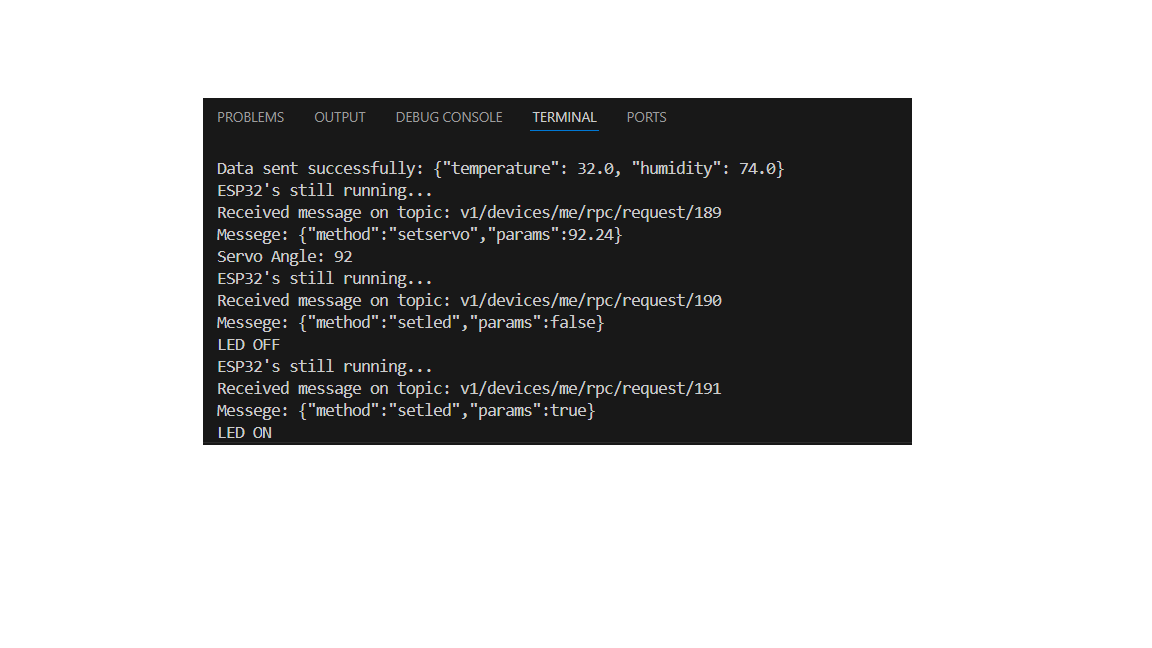 PROBLEMS OUTPUT DEBUG CONSOLE TERMINAL PORTS
Data sent successfully: {"temperature": 32.0, "humidity": 74.0}
ESP32's still running...
Received message on topic: v1/devices/me/rpc/request/189
Messege: {"method":"setservo","params":92.24}
Servo Angle: 92
ESP32's still running...
Received message on topic: v1/devices/me/rpc/request/190
Messege: {"method":"setled","params":false}
LED OFF
ESP32's still running...
Received message on topic: v1/devices/me/rpc/request/191
Messege: {"method":"setled","params":true}
LED ON